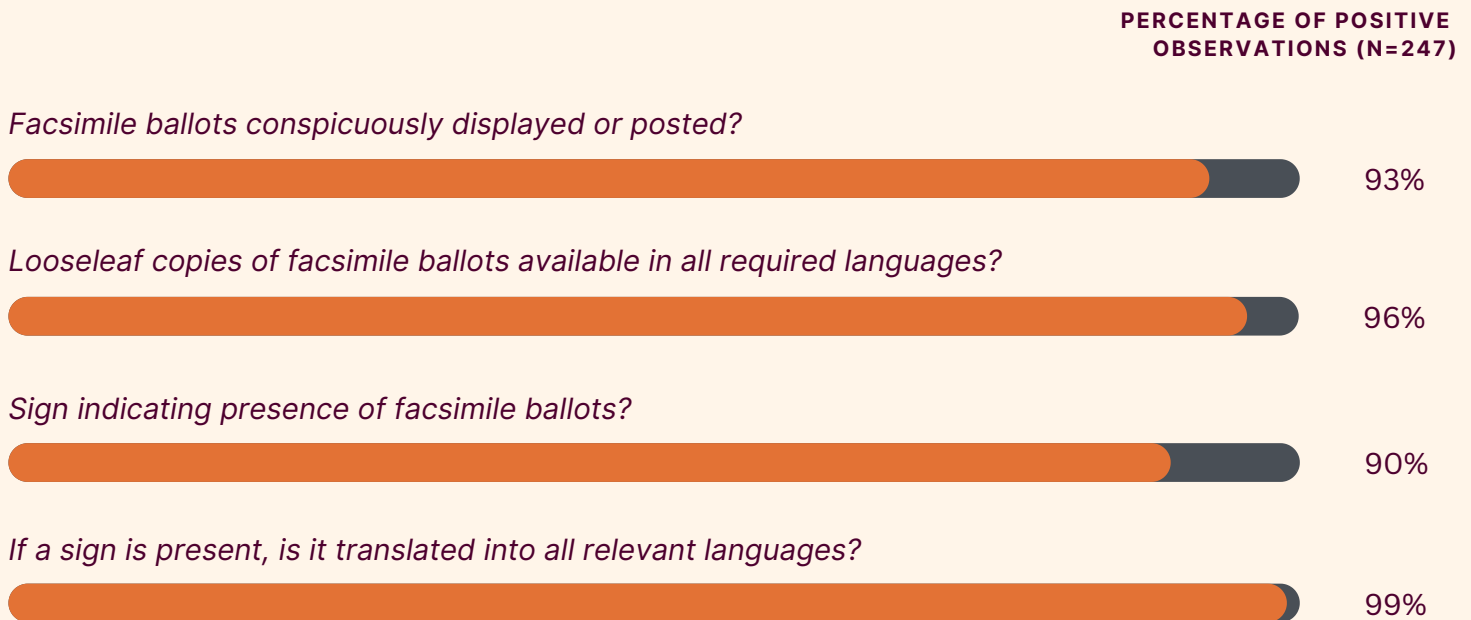 PERCENTAGE OF POSITIVE
OBSERVATIONS (N=247)
Facsimile ballots conspicuously displayed or posted?
93%
Looseleaf copies of facsimile ballots available in all required languages?
96%
Sign indicating presence of facsimile ballots?
90%
If a sign is present, is it translated into all relevant languages?
99%